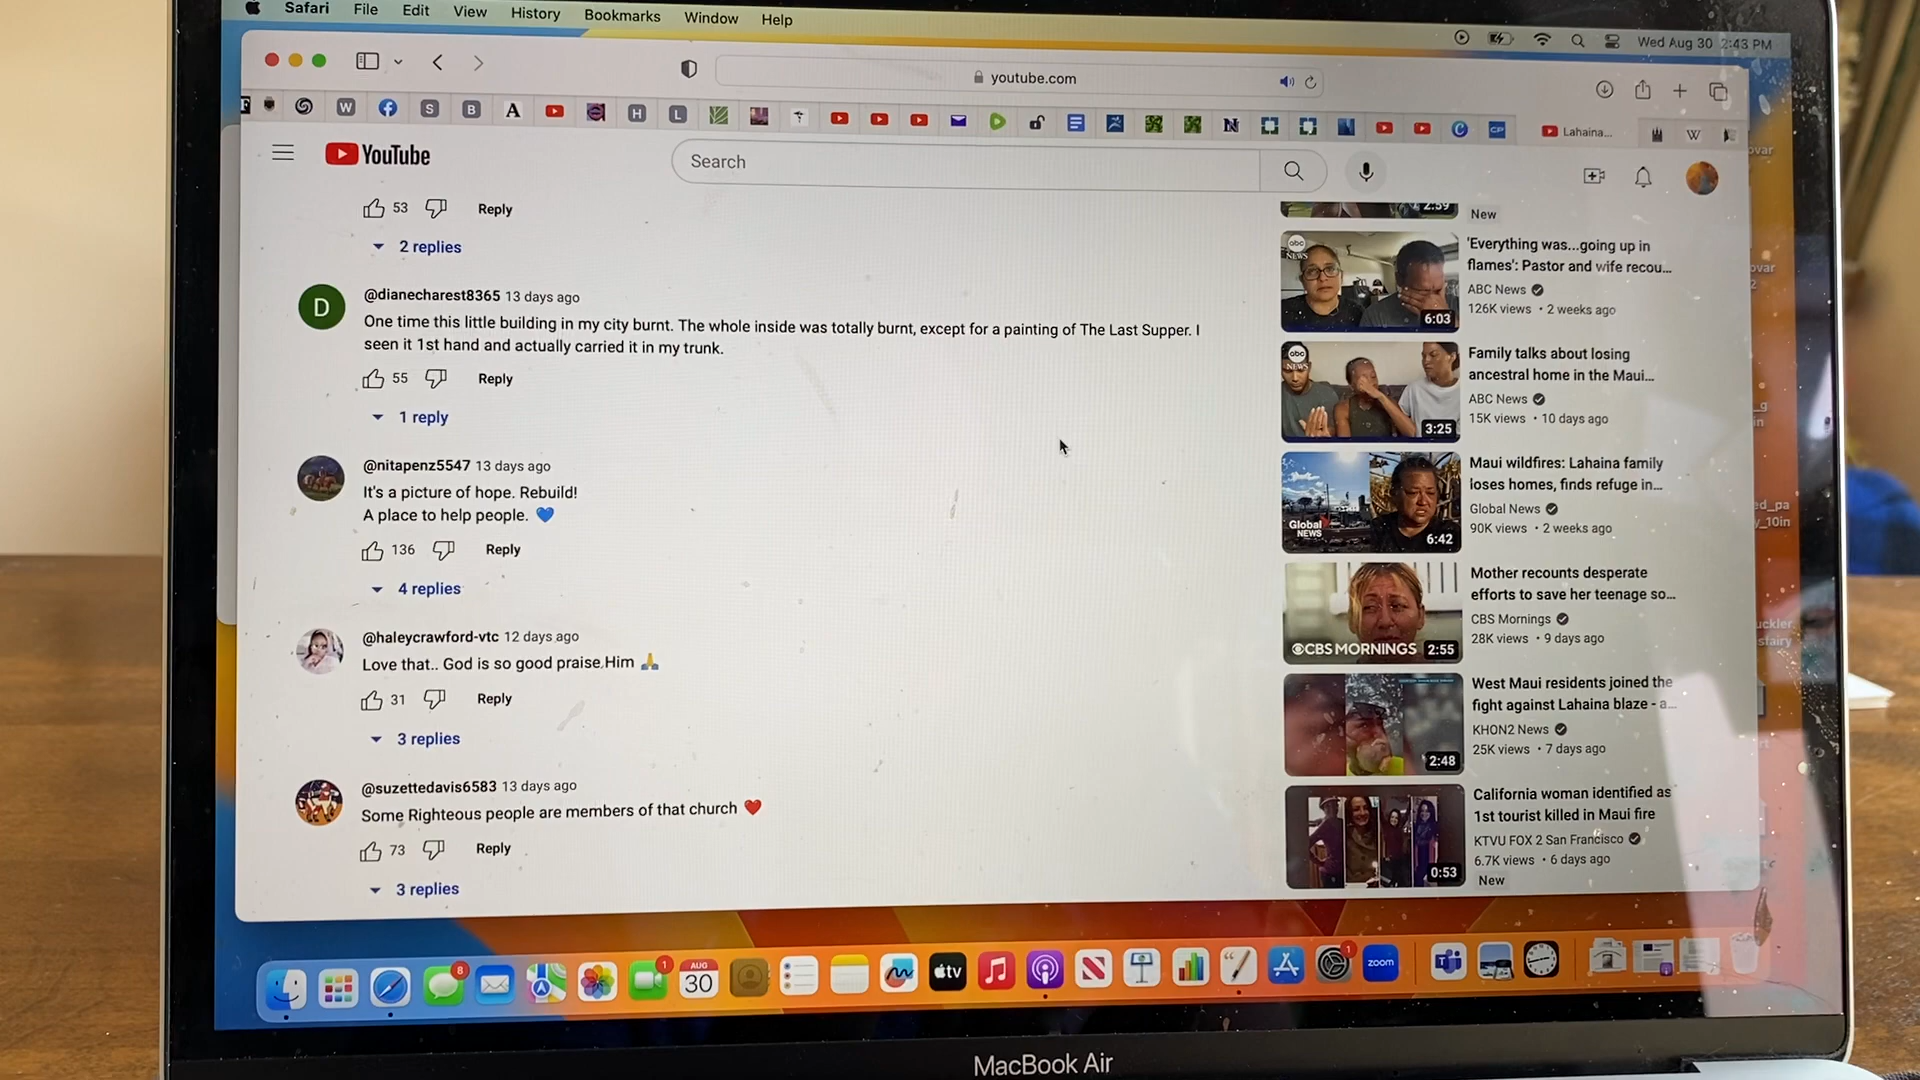 Safari File Edit View History Bookmarks Window Help
Wed Aug 30 2:43 PM
youtube.com
W S B A H L N C CP Lahaina... W
YouTube
Search
53 Reply
2 replies
@dianecharest8365 13 days ago
D
One time this little building in my city burnt. The whole inside was totally burnt, except for a painting of The Last Supper. I
seen it 1st hand and actually carried it in my trunk.
55 Reply
1 reply
@nitapenz5547 13 days ago
It's a picture of hope. Rebuild!
A place to help people. 💙
136 Reply
4 replies
@haleycrawford-vtc 12 days ago
Love that.. God is so good praise Him 🙏
31 Reply
3 replies
@suzettedavis6583 13 days ago
Some Righteous people are members of that church ❤️
73 Reply
3 replies
2:59
New
abc NEWS
6:03
'Everything was...going up in
flames': Pastor and wife recou...
ABC News
126K views • 2 weeks ago
abc NEWS
3:25
Family talks about losing
ancestral home in the Maui...
ABC News
15K views • 10 days ago
Global
NEWS
6:42
Maui wildfires: Lahaina family
loses homes, finds refuge in...
Global News
90K views • 2 weeks ago
CBS MORNINGS 2:55
Mother recounts desperate
efforts to save her teenage so...
CBS Mornings
28K views • 9 days ago
2:48
West Maui residents joined the
fight against Lahaina blaze - a...
KHON2 News
25K views • 7 days ago
0:53
California woman identified as
1st tourist killed in Maui fire
KTVU FOX 2 San Francisco
6.7K views • 6 days ago
New
8
1
AUG
30
tv
1
zoom
MacBook Air